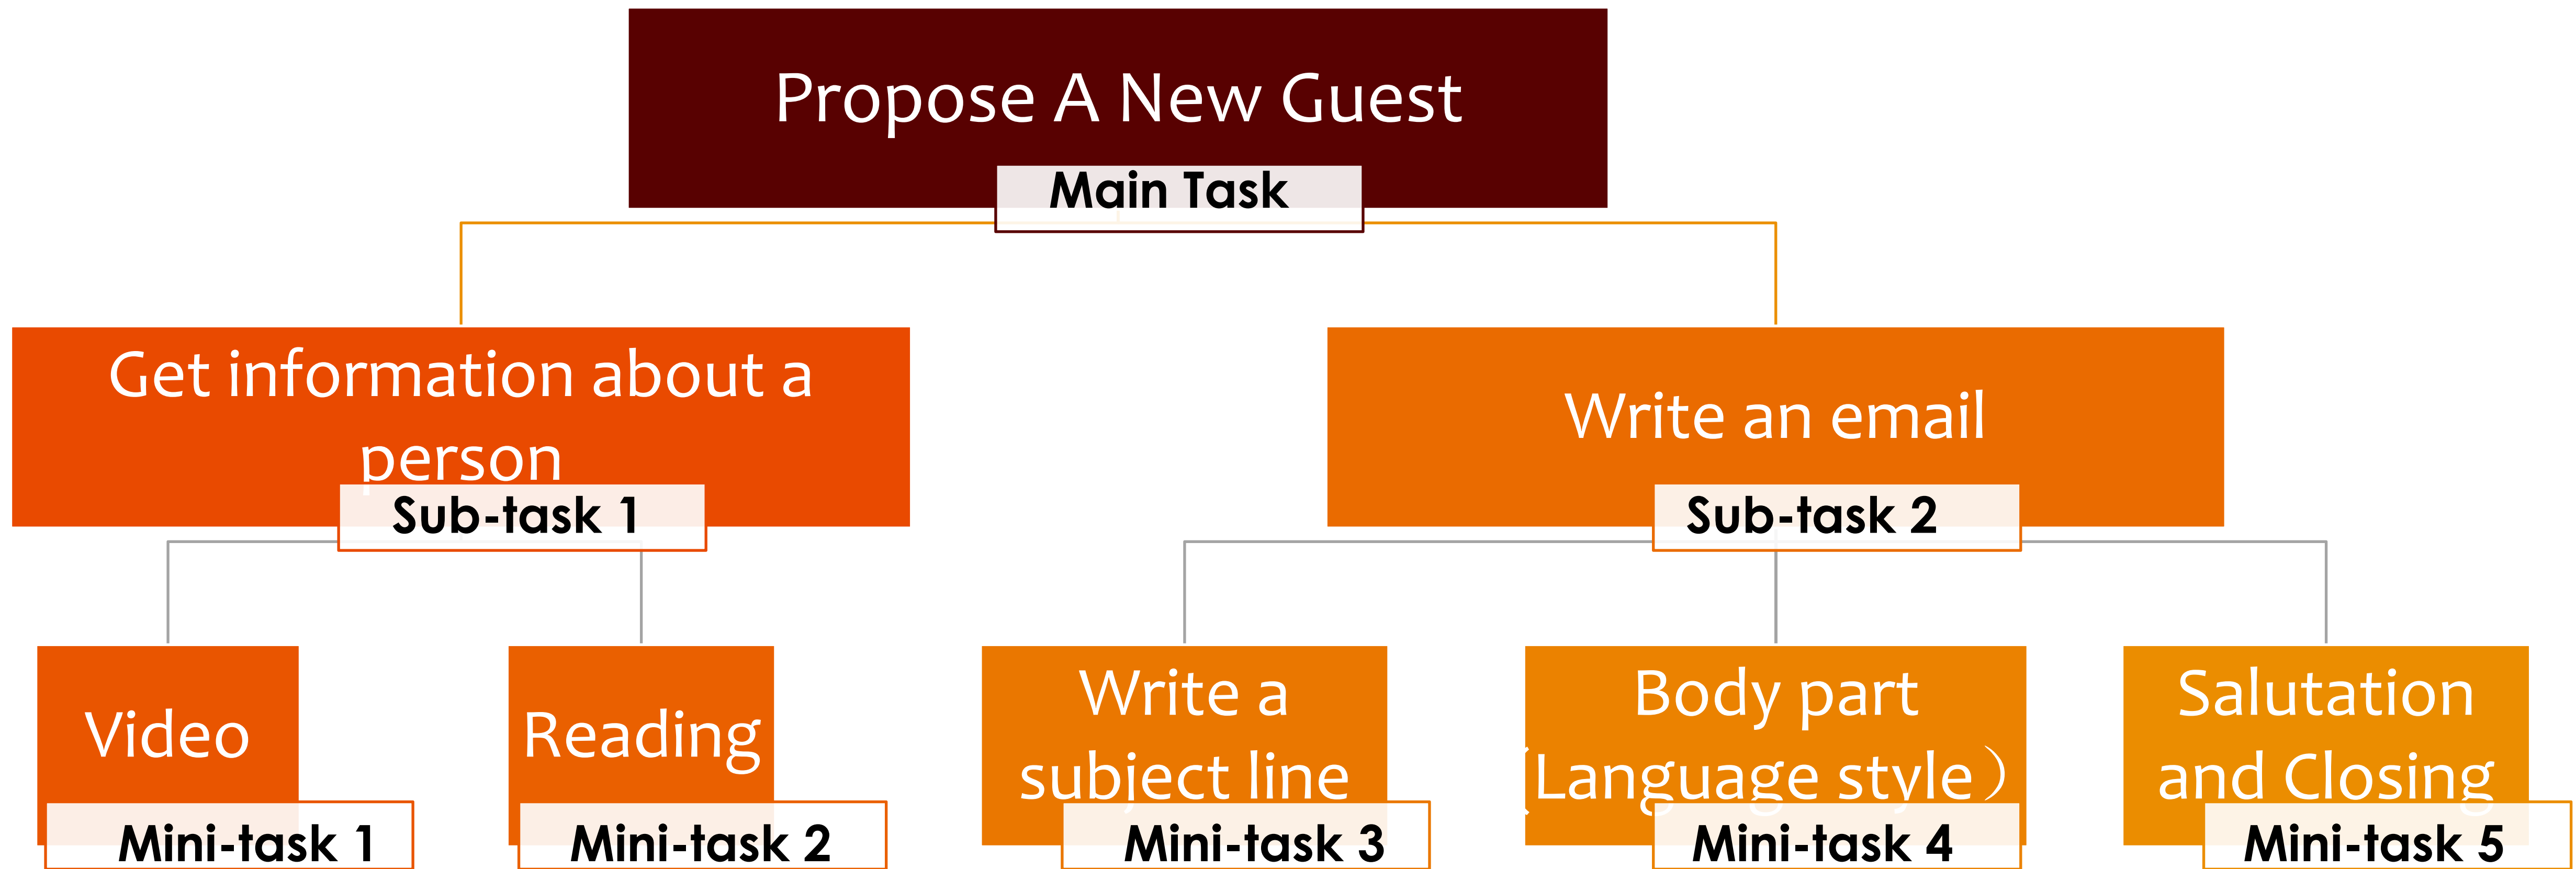 Propose A New Guest
Main Task
Get information about a
person
Sub-task 1
Write an email
Sub-task 2
Video
Mini-task 1
Reading
Mini-task 2
Write a
subject line
Mini-task 3
Body part
(Language style）
Mini-task 4
Salutation
and Closing
Mini-task 5